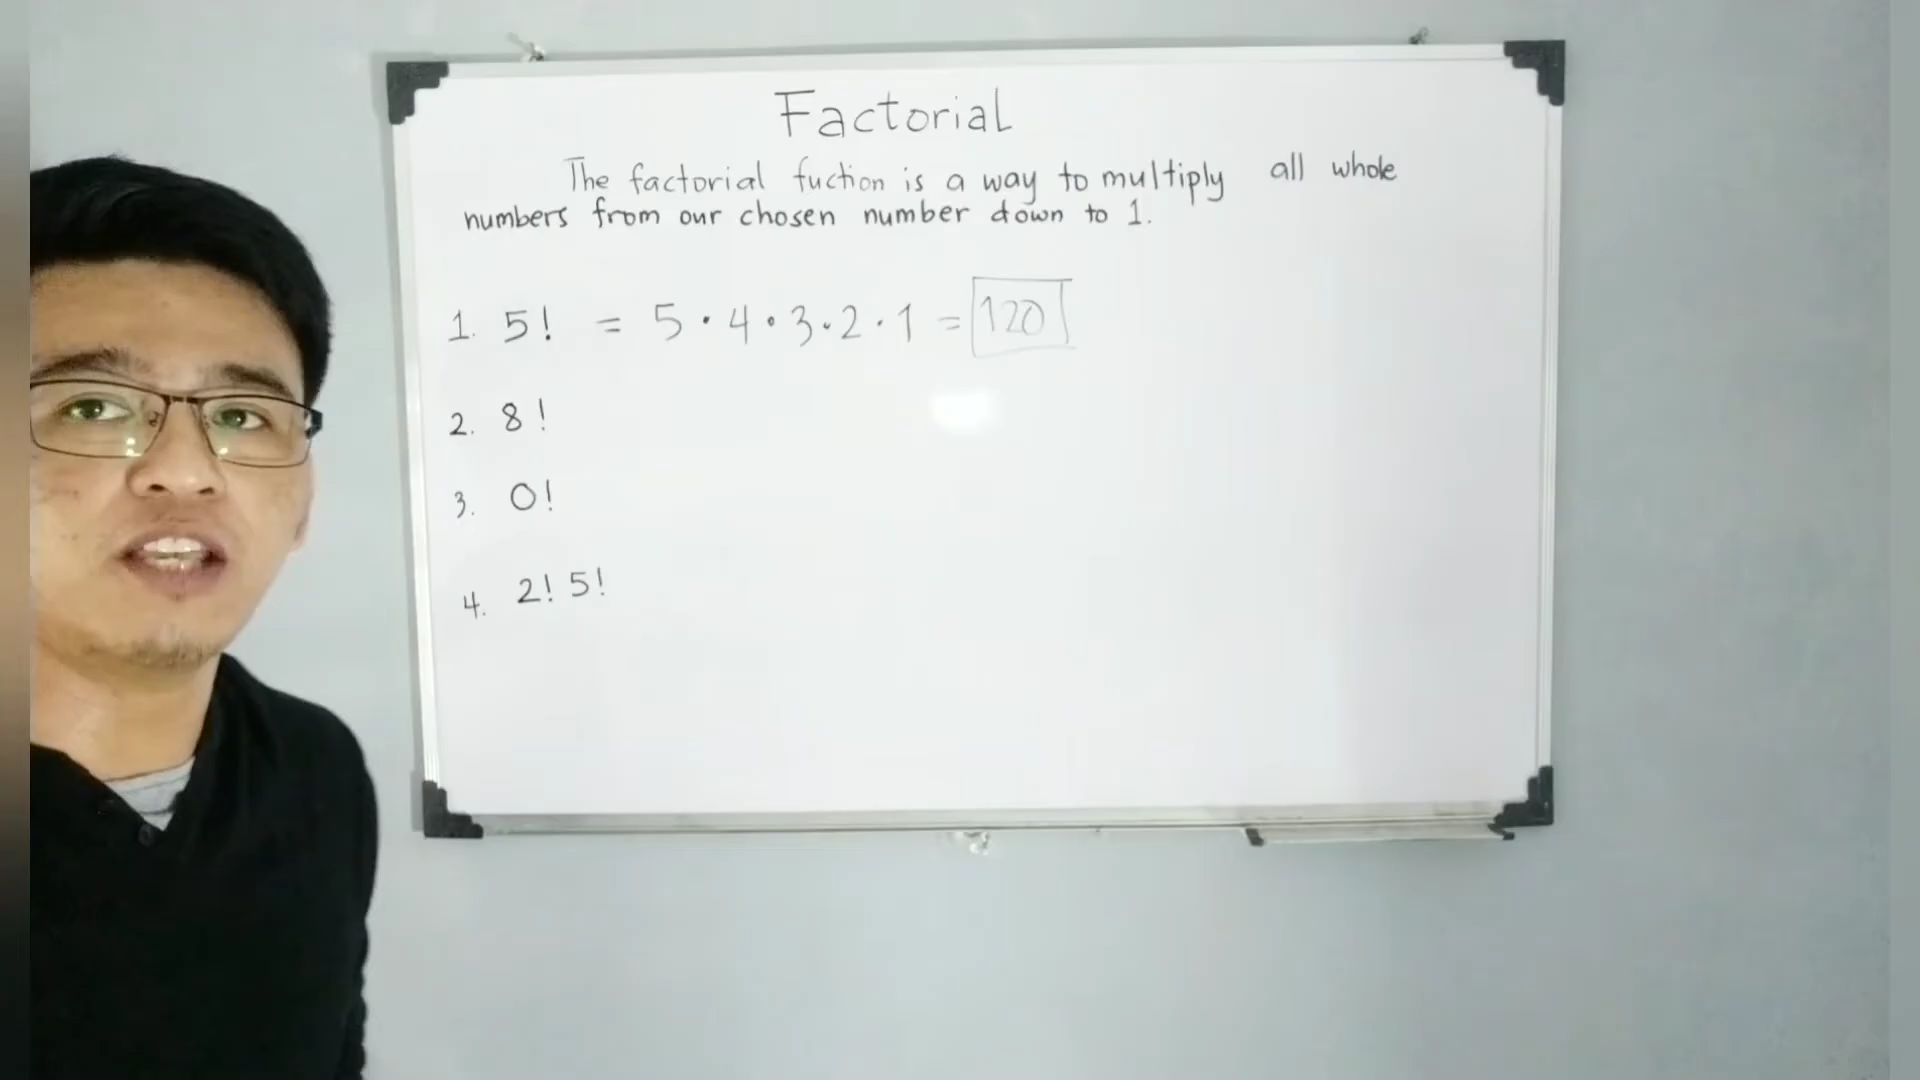 Factorial
The factorial fuction is a way to multiply all whole
numbers from our chosen number down to 1.
1. 5! = 5 · 4 · 3 · 2 · 1 = 120
2. 8!
3. 0!
4. 2! 5!